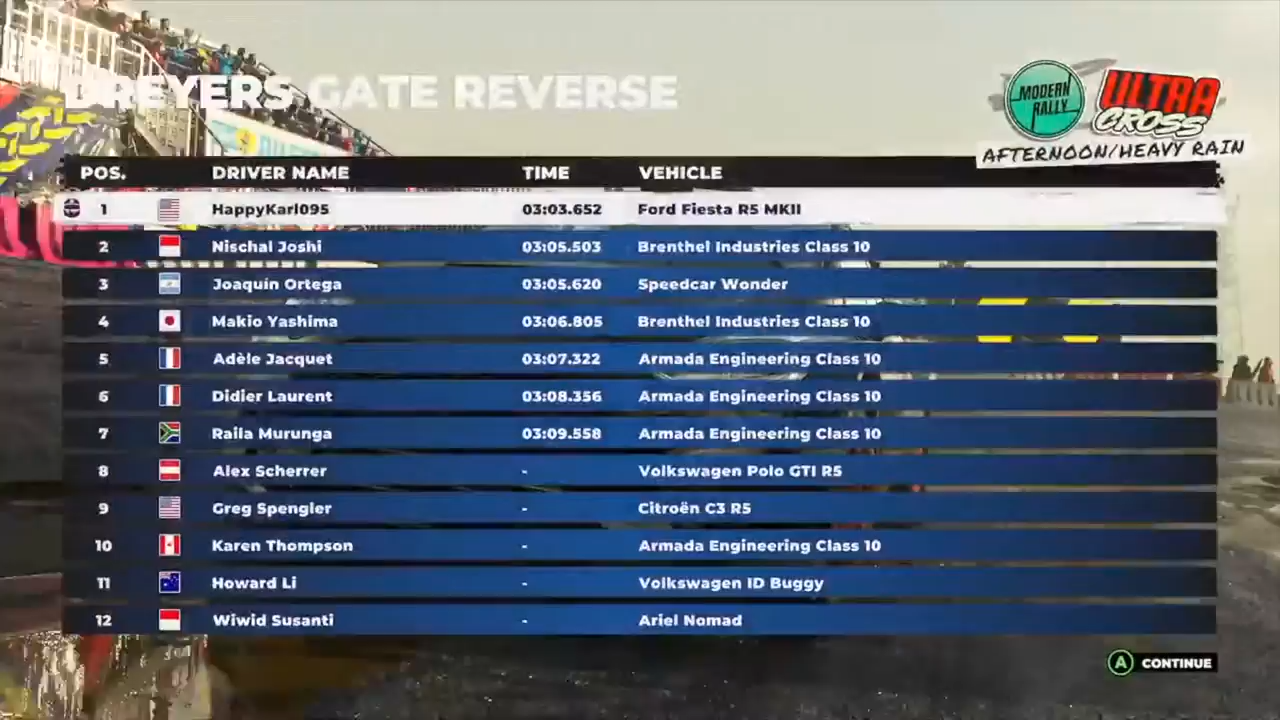 DREYERS GATE REVERSE
MODERN
RALLY
ULTRA
CROSS
AFTERNOON/HEAVY RAIN
POS. DRIVER NAME TIME VEHICLE
1 HappyKarl095 03:03.652 Ford Fiesta R5 MKII
2 Nischal Joshi 03:05.503 Brenthel Industries Class 10
3 Joaquín Ortega 03:05.620 Speedcar Wonder
4 Makio Yashima 03:06.805 Brenthel Industries Class 10
5 Adèle Jacquet 03:07.322 Armada Engineering Class 10
6 Didier Laurent 03:08.356 Armada Engineering Class 10
7 Raila Murunga 03:09.558 Armada Engineering Class 10
8 Alex Scherrer - Volkswagen Polo GTI R5
9 Greg Spengler - Citroën C3 R5
10 Karen Thompson - Armada Engineering Class 10
11 Howard Li - Volkswagen ID Buggy
12 Wiwid Susanti - Ariel Nomad
A CONTINUE